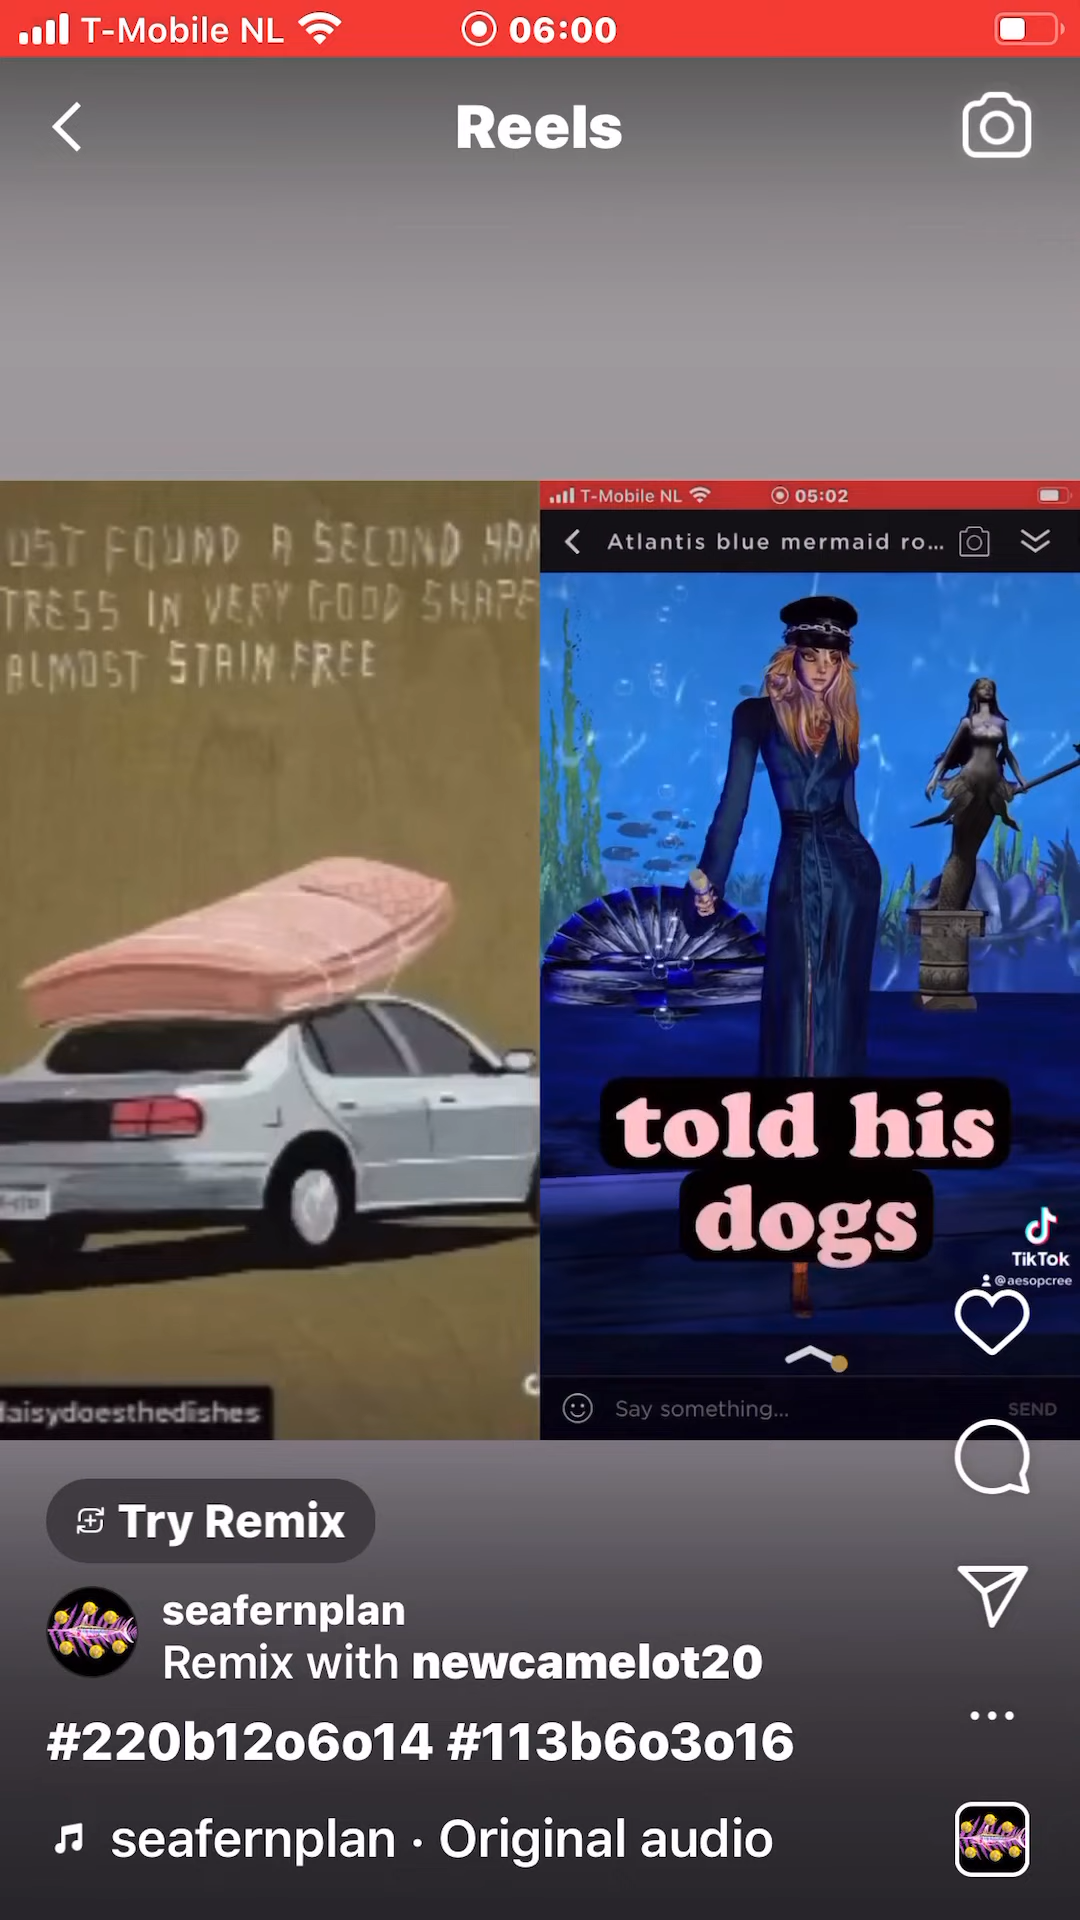 T-Mobile NL
06:00
Reels
UST FOUND A SECOND HAN
TRESS IN VERY GOOD SHAPE
ALMOST STAIN FREE
daisydoesthedishes
T-Mobile NL
05:02
Atlantis blue mermaid ro...
told his
dogs
TikTok
@aesopcree
Say something...
SEND
Try Remix
seafernplan
Remix with newcamelot20
#220b12o6o14 #113b6o3o16
seafernplan · Original audio